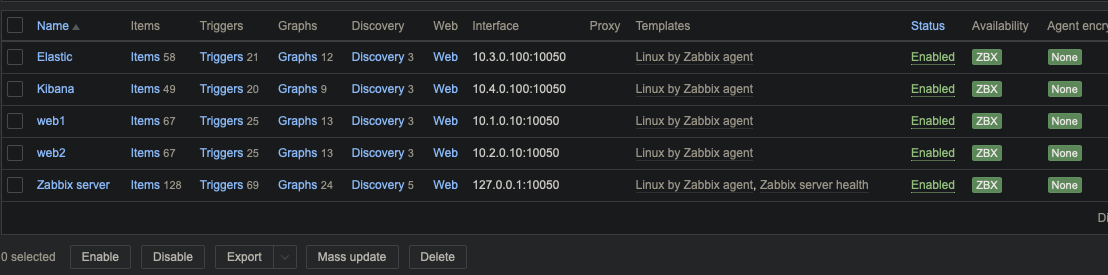 Name Items Triggers Graphs Discovery Web Interface Proxy Templates Status Availability Agent encry
Elastic Items 58 Triggers 21 Graphs 12 Discovery 3 Web 10.3.0.100:10050 Linux by Zabbix agent Enabled ZBX None
Kibana Items 49 Triggers 20 Graphs 9 Discovery 3 Web 10.4.0.100:10050 Linux by Zabbix agent Enabled ZBX None
web1 Items 67 Triggers 25 Graphs 13 Discovery 3 Web 10.1.0.10:10050 Linux by Zabbix agent Enabled ZBX None
web2 Items 67 Triggers 25 Graphs 13 Discovery 3 Web 10.2.0.10:10050 Linux by Zabbix agent Enabled ZBX None
Zabbix server Items 128 Triggers 69 Graphs 24 Discovery 5 Web 127.0.0.1:10050 Linux by Zabbix agent, Zabbix server health Enabled ZBX None
Di
0 selected Enable Disable Export Mass update Delete